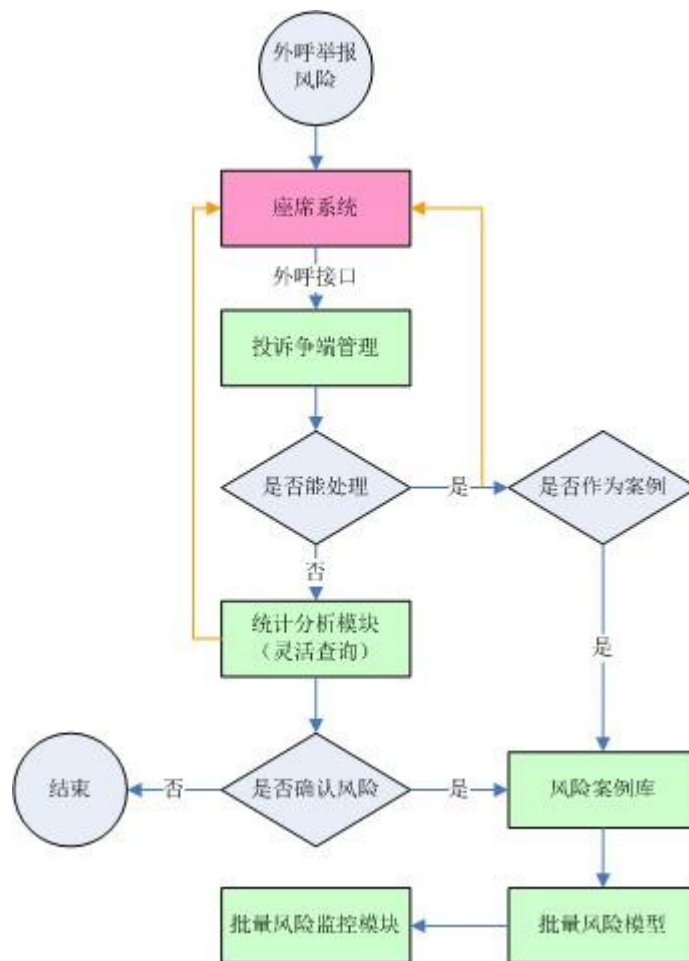 外呼举报
风险
座席系统
外呼接口
投诉争端管理
是否能处理
是
是否作为案例
否
统计分析模块
（灵活查询）
是
结束
否
是否确认风险
是
风险案例库
批量风险监控模块
批量风险模型